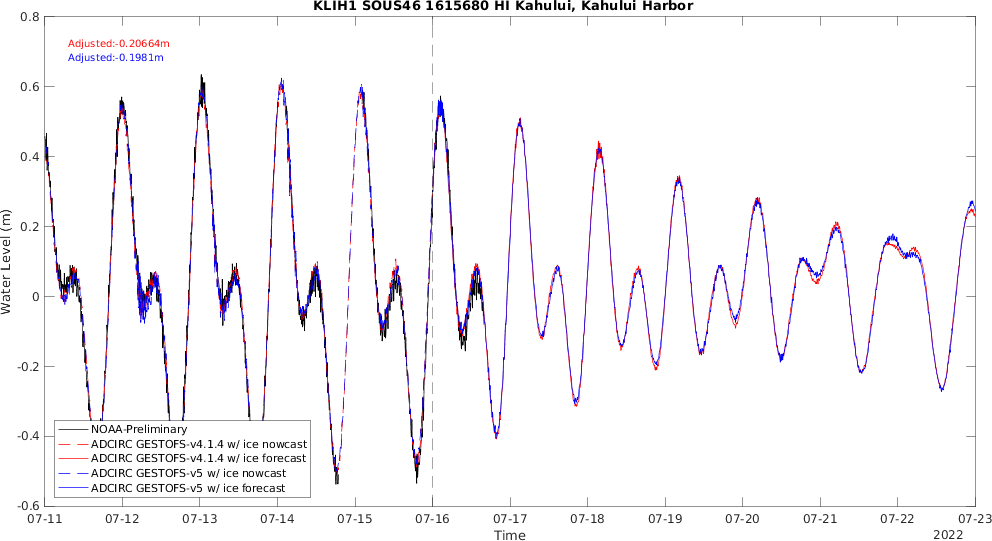 KLIH1 SOUS46 1615680 HI Kahului, Kahului Harbor
Adjusted:-0.20664m
Adjusted:-0.1981m
0.8
0.6
0.4
0.2
0
-0.2
-0.4
-0.6
Water Level (m)
NOAA-Preliminary
ADCIRC GESTOFS-v4.1.4 w/ ice nowcast
ADCIRC GESTOFS-v4.1.4 w/ ice forecast
ADCIRC GESTOFS-v5 w/ ice nowcast
ADCIRC GESTOFS-v5 w/ ice forecast
07-11 07-12 07-13 07-14 07-15 07-16 07-17 07-18 07-19 07-20 07-21 07-22 07-23
Time
2022